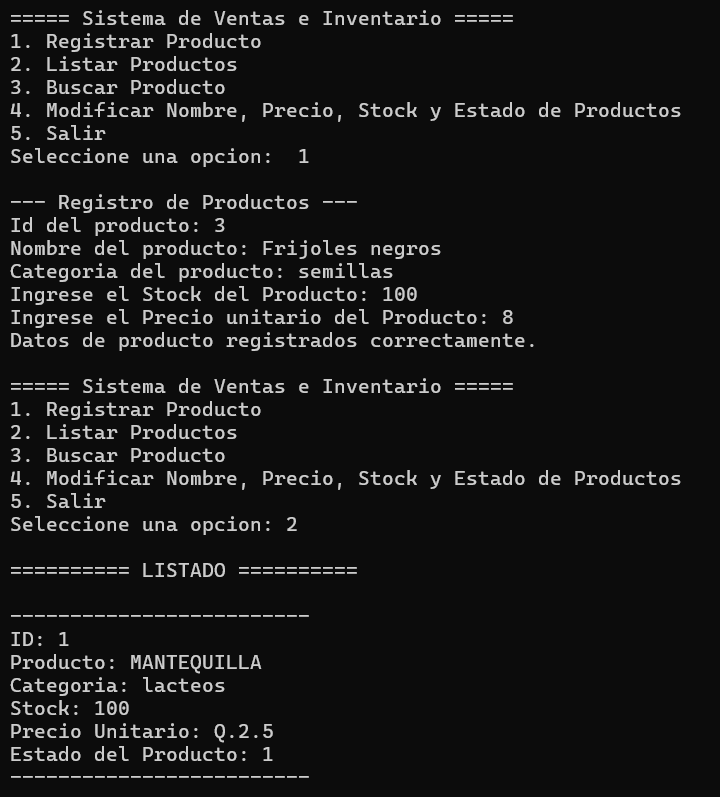 ===== Sistema de Ventas e Inventario =====
1. Registrar Producto
2. Listar Productos
3. Buscar Producto
4. Modificar Nombre, Precio, Stock y Estado de Productos
5. Salir
Seleccione una opcion:  1

--- Registro de Productos ---
Id del producto: 3
Nombre del producto: Frijoles negros
Categoria del producto: semillas
Ingrese el Stock del Producto: 100
Ingrese el Precio unitario del Producto: 8
Datos de producto registrados correctamente.

===== Sistema de Ventas e Inventario =====
1. Registrar Producto
2. Listar Productos
3. Buscar Producto
4. Modificar Nombre, Precio, Stock y Estado de Productos
5. Salir
Seleccione una opcion: 2

========== LISTADO ==========

-------------------------
ID: 1
Producto: MANTEQUILLA
Categoria: lacteos
Stock: 100
Precio Unitario: Q.2.5
Estado del Producto: 1
-------------------------